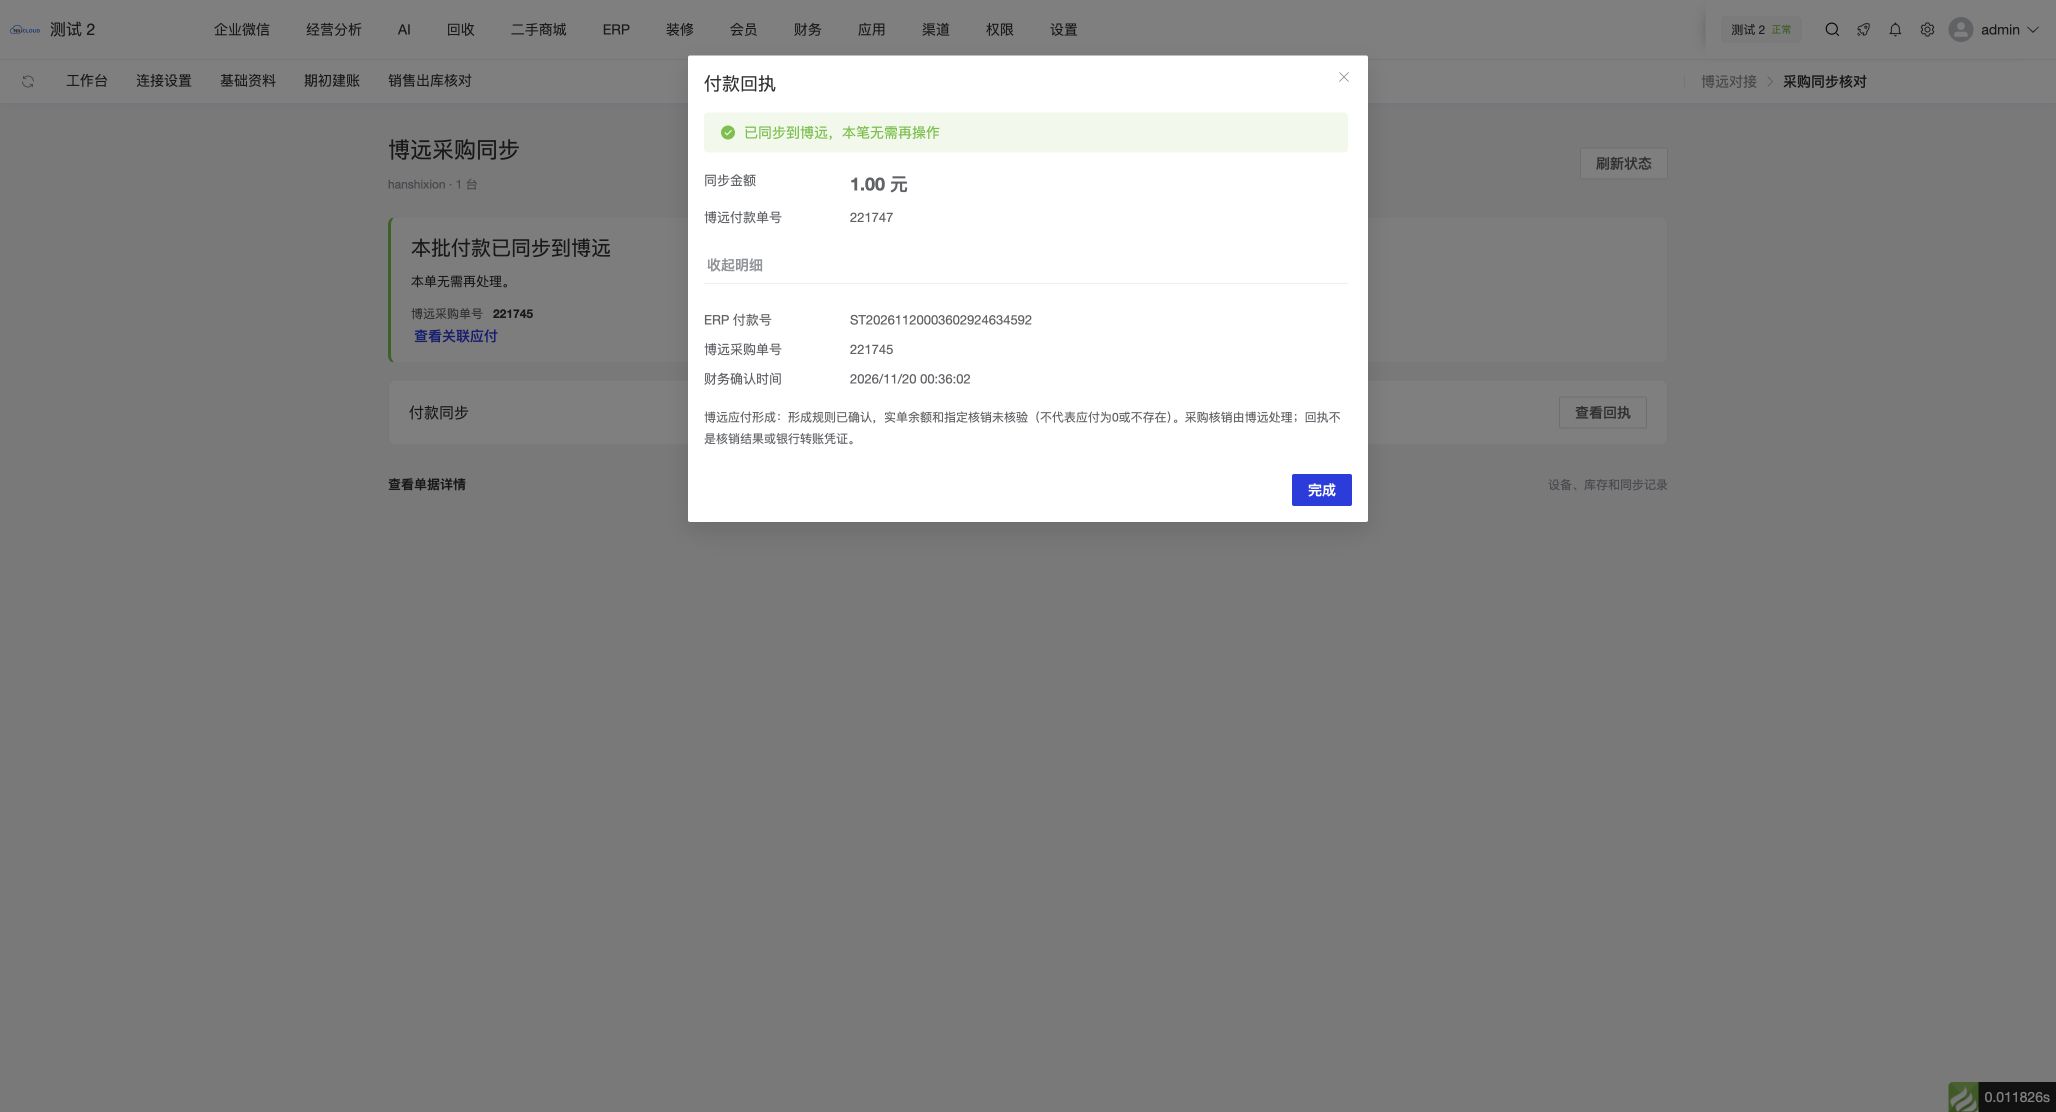 测试 2
企业微信 经营分析 AI 回收 二手商城 ERP 装修 会员 财务 应用 渠道 权限 设置
测试 2 正常
admin
工作台 连接设置 基础资料 期初建账 销售出库核对
博远对接 > 采购同步核对
博远采购同步
hanshixion · 1 台
刷新状态
本批付款已同步到博远
本单无需再处理。
博远采购单号 221745
查看关联应付
付款同步
查看回执
查看单据详情
设备、库存和同步记录
付款回执
已同步到博远，本笔无需再操作
同步金额 1.00 元
博远付款单号 221747
收起明细
ERP 付款号 ST20261120003602924634592
博远采购单号 221745
财务确认时间 2026/11/20 00:36:02
博远应付形成：形成规则已确认，实单余额和指定核销未核验（不代表应付为0或不存在）。采购核销由博远处理；回执不
是核销结果或银行转账凭证。
完成
0.011826s